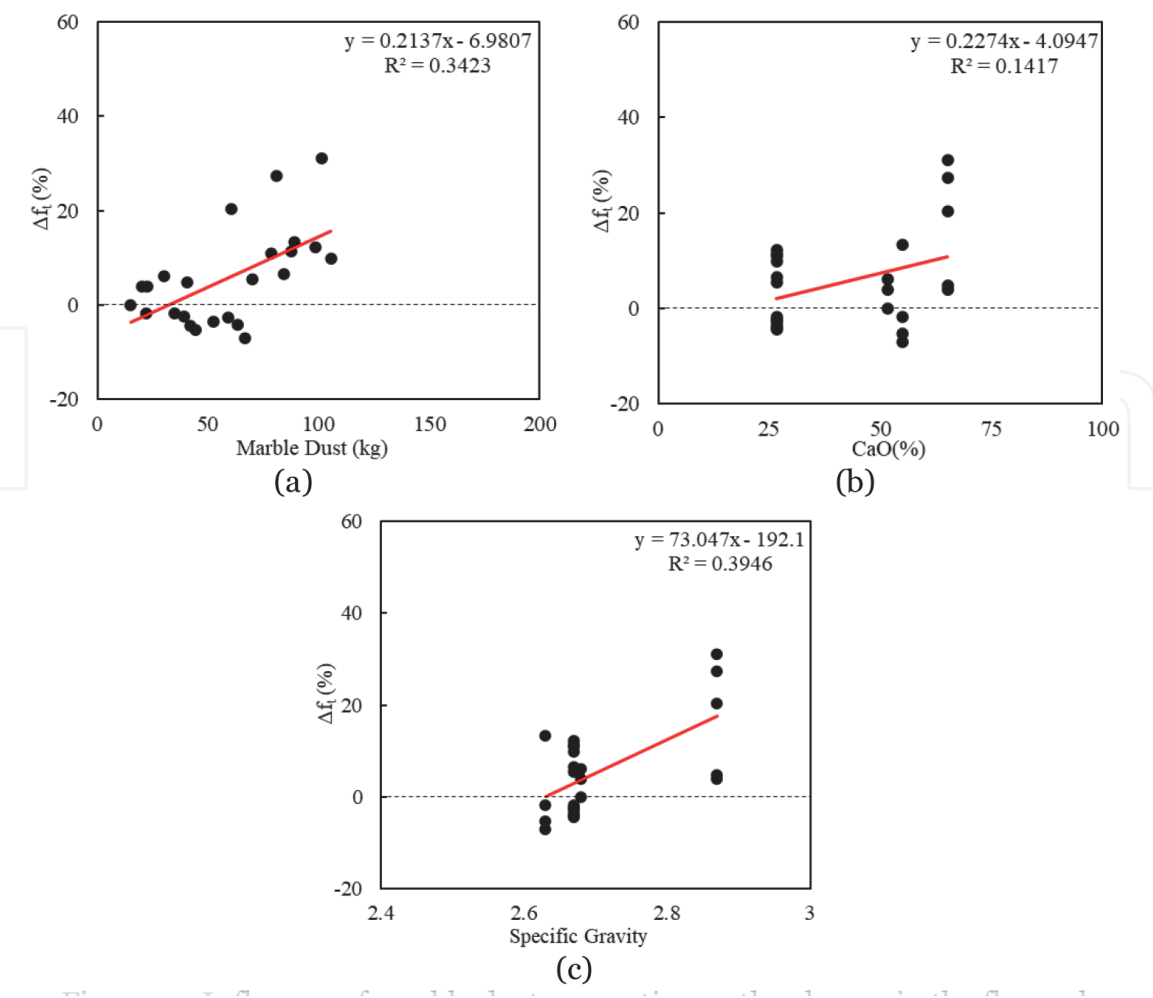 60
y = 0.2137x - 6.9807
R² = 0.3423
40
Δfₜ (%)
20
0
-20
0 50 100 150 200
Marble Dust (kg)
(a)
60
y = 0.2274x - 4.0947
R² = 0.1417
40
Δfₜ (%)
20
0
-20
0 25 50 75 100
CaO(%)
(b)
60
y = 73.047x - 192.1
R² = 0.3946
40
Δfₜ (%)
20
0
-20
2.4 2.6 2.8 3
Specific Gravity
(c)